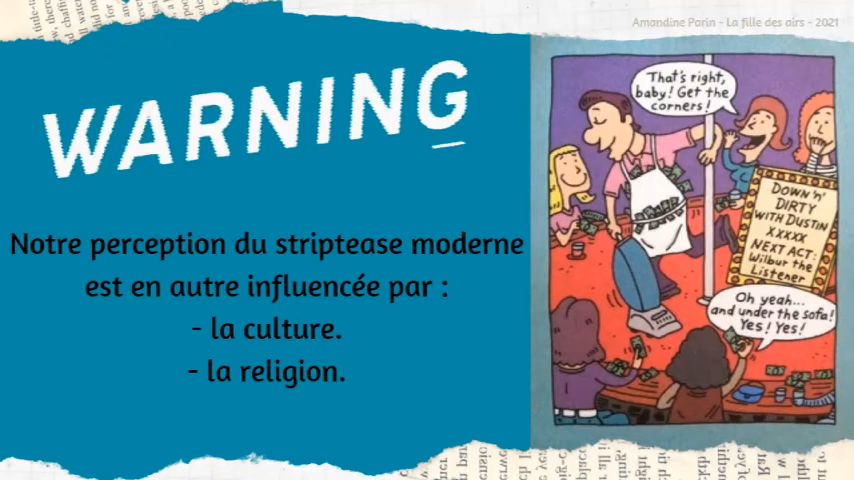 Amandine Parin - La fille des airs - 2021
WARNING
Notre perception du striptease moderne
est en autre influencée par :
- la culture.
- la religion.
That's right,
baby! Get the
corners!
DOWN 'n'
DIRTY
WITH DUSTIN
XXXXX
NEXT ACT:
Wilbur the
Listener
Oh yeah...
and under the sofa!
Yes! Yes!